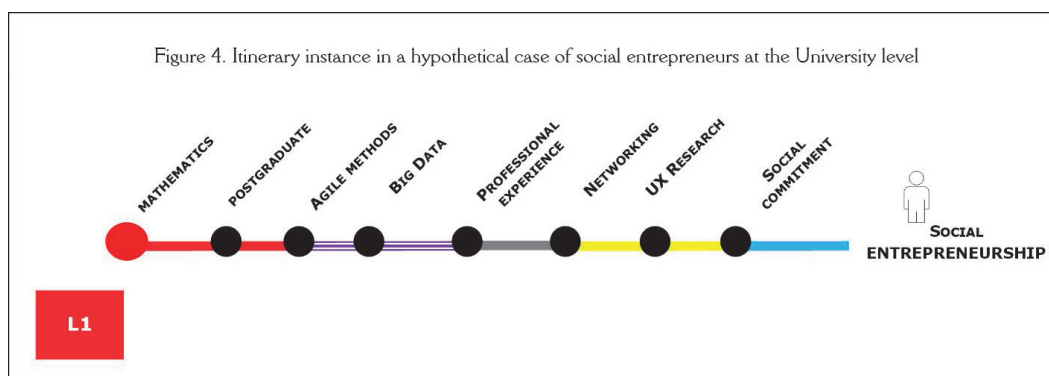 Figure 4. Itinerary instance in a hypothetical case of social entrepreneurs at the University level
MATHEMATICS
POSTGRADUATE
AGILE METHODS
BIG DATA
PROFESSIONAL
EXPERIENCE
NETWORKING
UX RESEARCH
SOCIAL
COMMITMENT
SOCIAL
ENTREPRENEURSHIP
L1